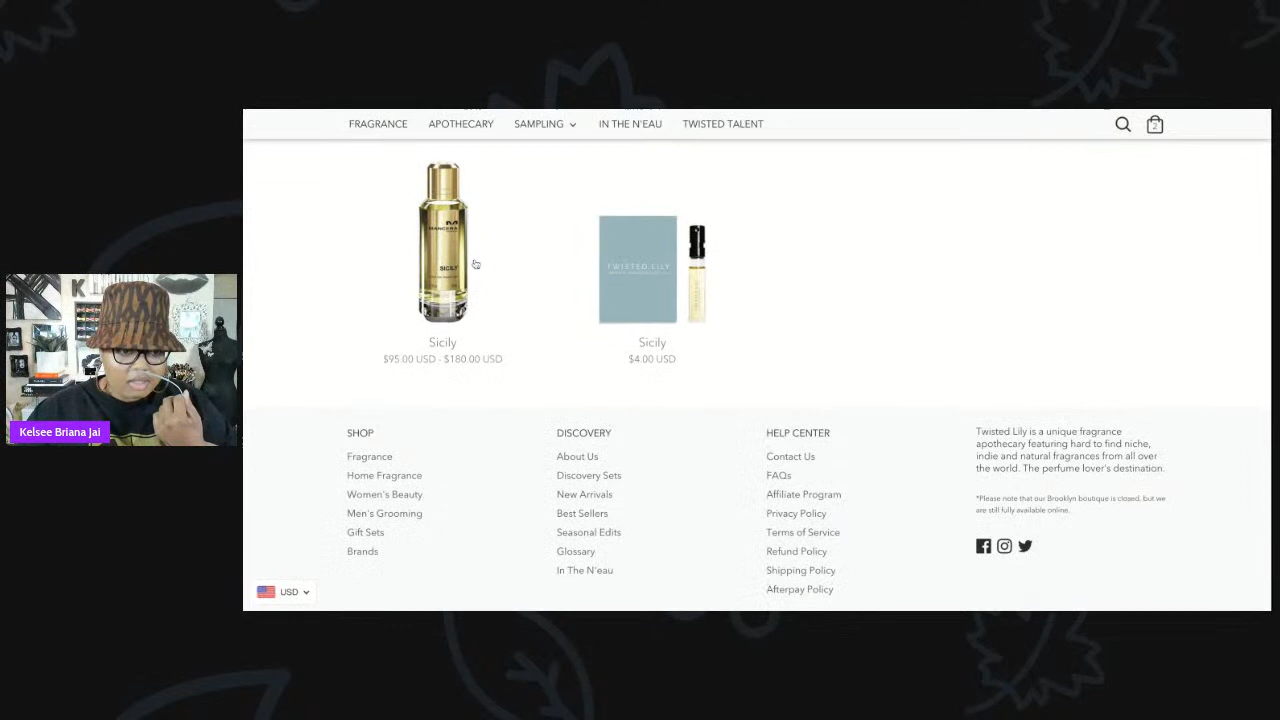 FRAGRANCE
APOTHECARY
SAMPLING
IN THE N'EAU
TWISTED TALENT
2
MANCERA
SICILY
TWISTED LILY
Sicily
$95.00 USD - $180.00 USD
Sicily
$4.00 USD
Kelsee Briana Jai
SHOP
Fragrance
Home Fragrance
Women's Beauty
Men's Grooming
Gift Sets
Brands
DISCOVERY
About Us
Discovery Sets
New Arrivals
Best Sellers
Seasonal Edits
Glossary
In The N'eau
HELP CENTER
Contact Us
FAQs
Affiliate Program
Privacy Policy
Terms of Service
Refund Policy
Shipping Policy
Afterpay Policy
Twisted Lily is a unique fragrance
apothecary featuring hard to find niche,
indie and natural fragrances from all over
the world. The perfume lover's destination.
*Please note that our Brooklyn boutique is closed, but we
are still fully available online.
USD